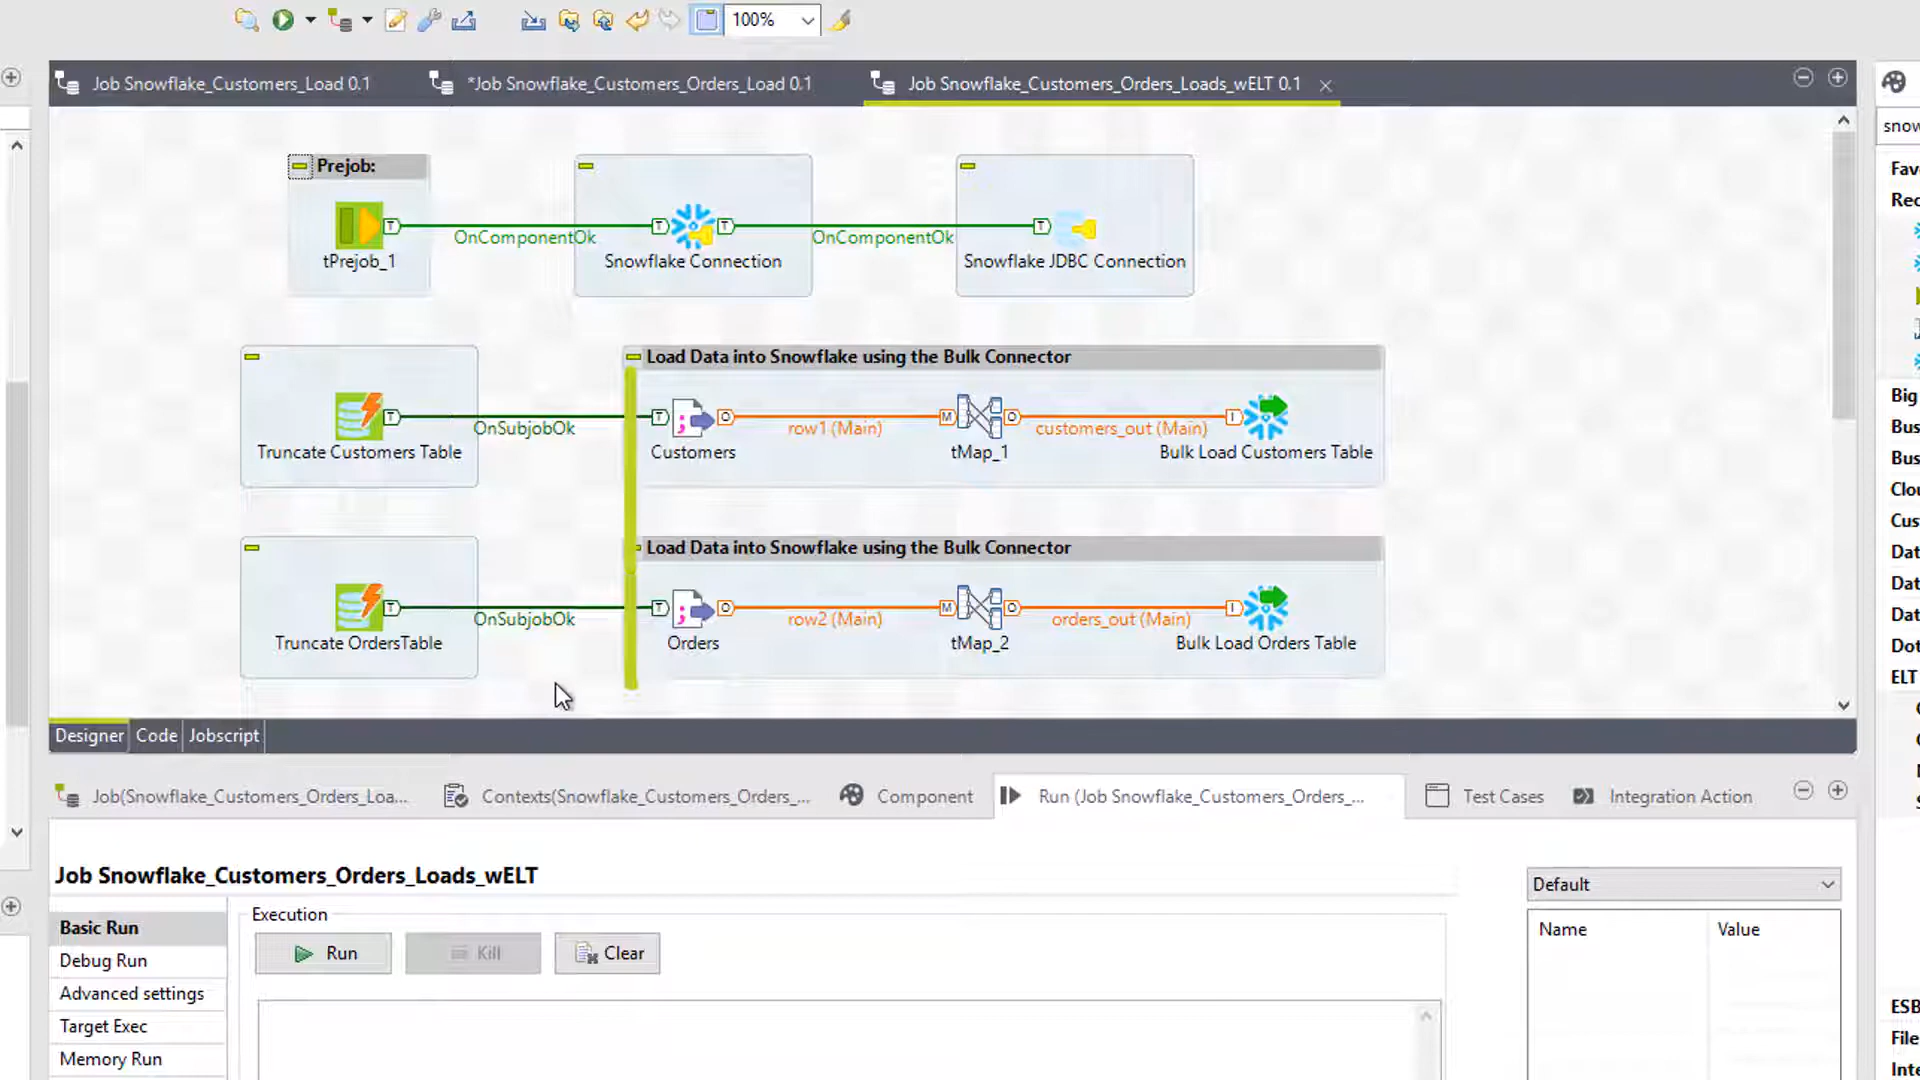 100%
Job Snowflake_Customers_Load 0.1
*Job Snowflake_Customers_Orders_Load 0.1
Job Snowflake_Customers_Orders_Loads_wELT 0.1
snow
Prejob:
tPrejob_1
OnComponentOk
Snowflake Connection
OnComponentOk
Snowflake JDBC Connection
Truncate Customers Table
OnSubjobOk
Load Data into Snowflake using the Bulk Connector
Customers
row1 (Main)
tMap_1
customers_out (Main)
Bulk Load Customers Table
Truncate OrdersTable
OnSubjobOk
Load Data into Snowflake using the Bulk Connector
Orders
row2 (Main)
tMap_2
orders_out (Main)
Bulk Load Orders Table
Fav
Rec
Big
Bus
Bus
Clou
Cus
Dat
Dat
Dat
Dot
ELT
ESB
File
Inte
Designer
Code
Jobscript
Job(Snowflake_Customers_Orders_Loa...
Contexts(Snowflake_Customers_Orders_...
Component
Run (Job Snowflake_Customers_Orders_...
Test Cases
Integration Action
Job Snowflake_Customers_Orders_Loads_wELT
Default
Basic Run
Debug Run
Advanced settings
Target Exec
Memory Run
Execution
Run
Kill
Clear
Name
Value